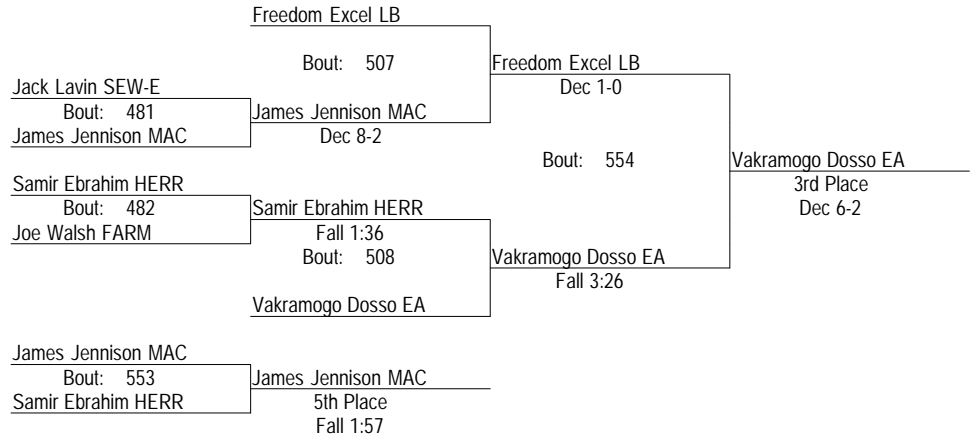 Freedom Excel LB
Bout: 507
Freedom Excel LB
Jack Lavin SEW-E
Dec 1-0
Bout: 481
James Jennison MAC
James Jennison MAC
Dec 8-2
Bout: 554
Vakramogo Dosso EA
Samir Ebrahim HERR
3rd Place
Bout: 482
Samir Ebrahim HERR
Dec 6-2
Joe Walsh FARM
Fall 1:36
Bout: 508
Vakramogo Dosso EA
Fall 3:26
Vakramogo Dosso EA
James Jennison MAC
Bout: 553
James Jennison MAC
Samir Ebrahim HERR
5th Place
Fall 1:57